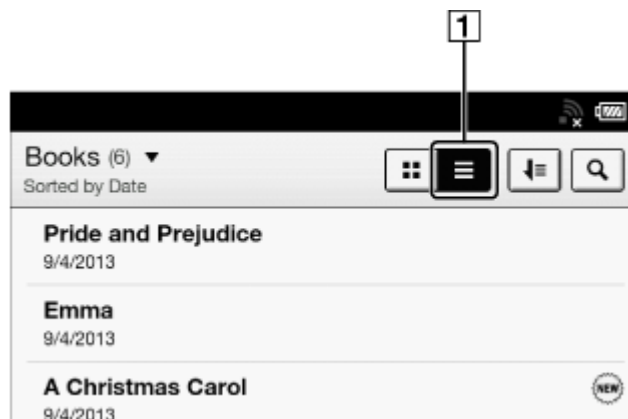 1
Books (6)
Sorted by Date
Pride and Prejudice
9/4/2013
Emma
9/4/2013
A Christmas Carol
NEW
9/4/2013